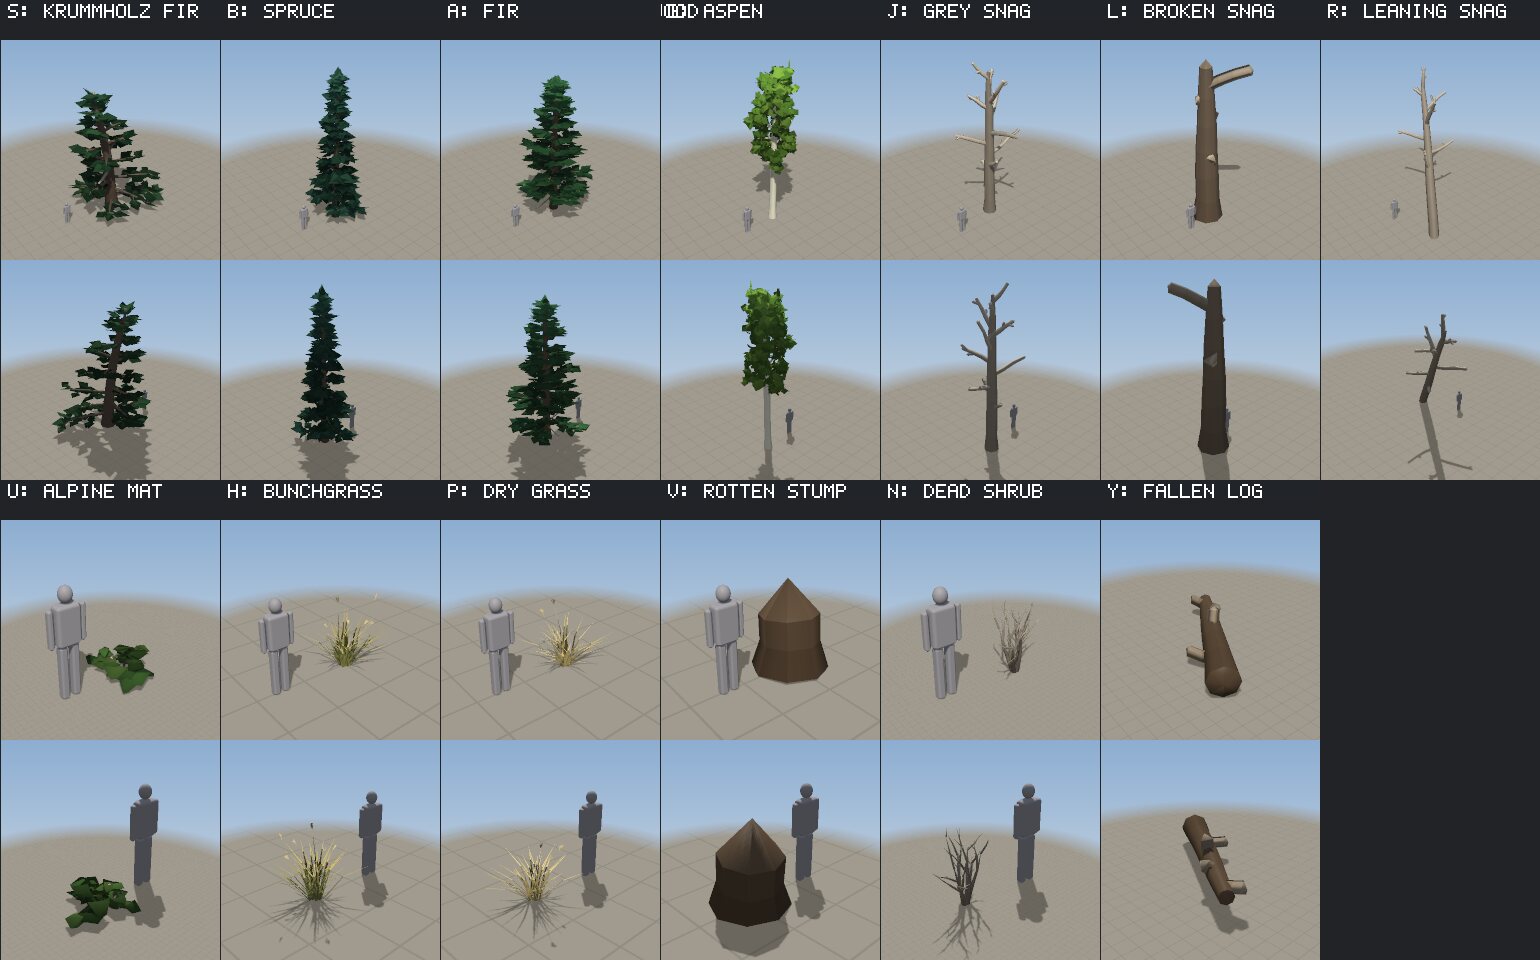 S: KRUMMHOLZ FIR
B: SPRUCE
A: FIR
ASPEN
J: GREY SNAG
L: BROKEN SNAG
R: LEANING SNAG
U: ALPINE MAT
H: BUNCHGRASS
P: DRY GRASS
V: ROTTEN STUMP
N: DEAD SHRUB
Y: FALLEN LOG